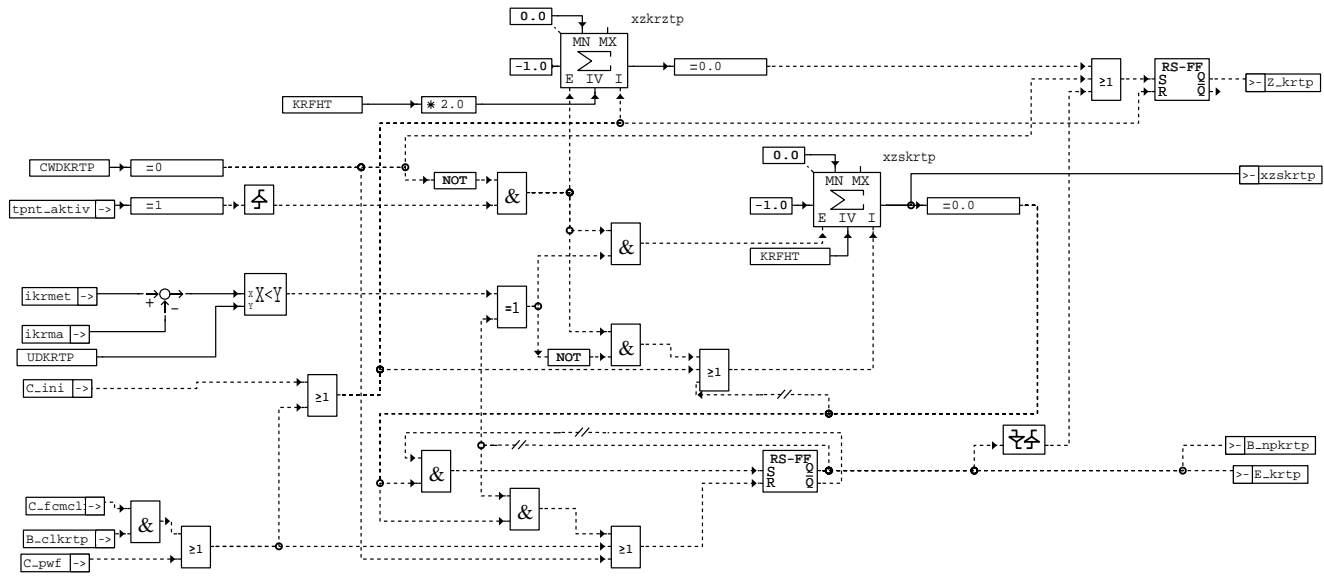 0.0 xzkrztp
MN MX
-1.0 =0.0
E IV I
KRFHT * 2.0
≥1
RS-FF
S Q
R Q
>- Z_krtp
CWDKRTP =0
NOT
&
tpnt_aktiv -> =1
0.0 xzskrtp
MN MX
-1.0 =0.0
E IV I
KRFHT
>- xzskrtp
&
ikrmet ->
+
−
X X<Y
Y
=1
ikrma ->
UDKRTP
NOT
&
≥1
C_ini ->
≥1
&
RS-FF
S Q
R Q
>- B_npkrtp
>- E_krtp
C_fcmcl ->
&
B_clkrtp ->
≥1
C_pwf ->
&
≥1